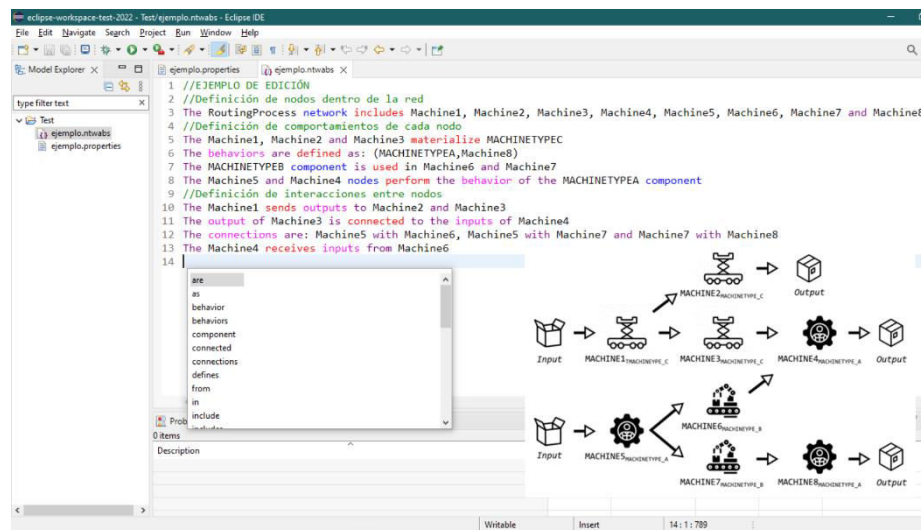 eclipse-workspace-test-2022 - Test/ejemplo.ntwabs - Eclipse IDE
File Edit Navigate Search Project Run Window Help
Model Explorer
ejemplo.properties
ejemplo.ntwabs
type filter text
Test
ejemplo.ntwabs
ejemplo.properties
1 //EJEMPLO DE EDICIÓN
2 //Definición de nodos dentro de la red
3 The RoutingProcess network includes Machine1, Machine2, Machine3, Machine4, Machine5, Machine6, Machine7 and Machine8
4 //Definición de comportamientos de cada nodo
5 The Machine1, Machine2 and Machine3 materialize MACHINETYPEC
6 The behaviors are defined as: (MACHINETYPEA,Machine8)
7 The MACHINETYPEB component is used in Machine6 and Machine7
8 The Machine5 and Machine4 nodes perform the behavior of the MACHINETYPEA component
9 //Definición de interacciones entre nodos
10 The Machine1 sends outputs to Machine2 and Machine3
11 The output of Machine3 is connected to the inputs of Machine4
12 The connections are: Machine5 with Machine6, Machine5 with Machine7 and Machine7 with Machine8
13 The Machine4 receives inputs from Machine6
14
are
as
behavior
behaviors
component
connected
connections
defines
from
in
include
MACHINE2MACHINETYPE_C
Output
Input
MACHINE1
MACHINE3MACHINETYPE_C
MACHINE4MACHINETYPE_A
Output
MACHINE6MACHINETYPE_B
Input
MACHINE5MACHINETYPE_A
MACHINE7MACHINETYPE_B
MACHINE8MACHINETYPE_A
Output
Prob
0 items
Description
Writable
Insert
14 : 1 : 789